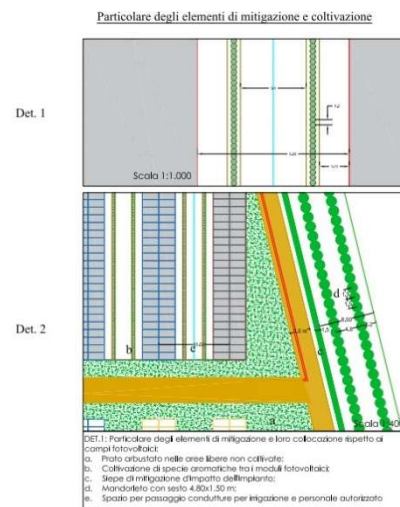 Particolare degli elementi di mitigazione e coltivazione
Det. 1
Scala 1:1.000
Det. 2
d
b
c
e
a
DET.1: Particolare degli elementi di mitigazione e loro collocazione rispetto ai
campi fotovoltaici:
a. Prato arbustato nelle aree libere non coltivate;
b. Coltivazione di specie aromatiche tra i moduli fotovoltaici;
c. Siepe di mitigazione d'impatto dell'impianto;
d. Mandorleto con sesto 4.80x1.50 m;
e. Spazio per passaggio condutture per irrigazione e personale autorizzato